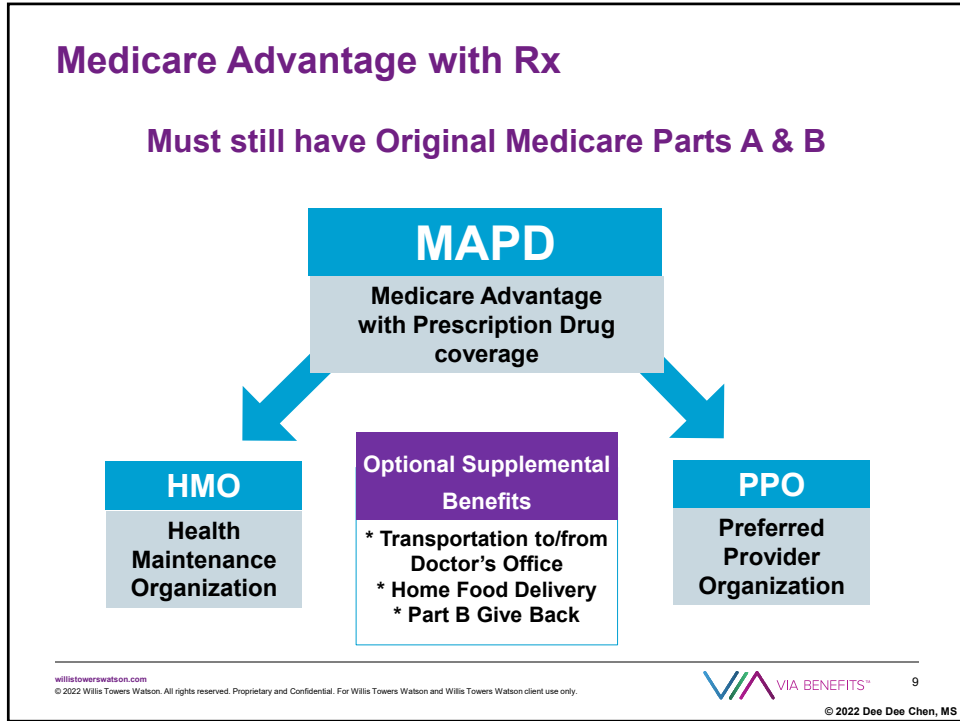 Medicare Advantage with Rx
Must still have Original Medicare Parts A & B
MAPD
Medicare Advantage
with Prescription Drug
coverage
HMO
Health
Maintenance
Organization
Optional Supplemental
Benefits
* Transportation to/from
Doctor’s Office
* Home Food Delivery
* Part B Give Back
PPO
Preferred
Provider
Organization
willistowerswatson.com
© 2022 Willis Towers Watson. All rights reserved. Proprietary and Confidential. For Willis Towers Watson and Willis Towers Watson client use only.
VIA VIA BENEFITS™
9
© 2022 Dee Dee Chen, MS